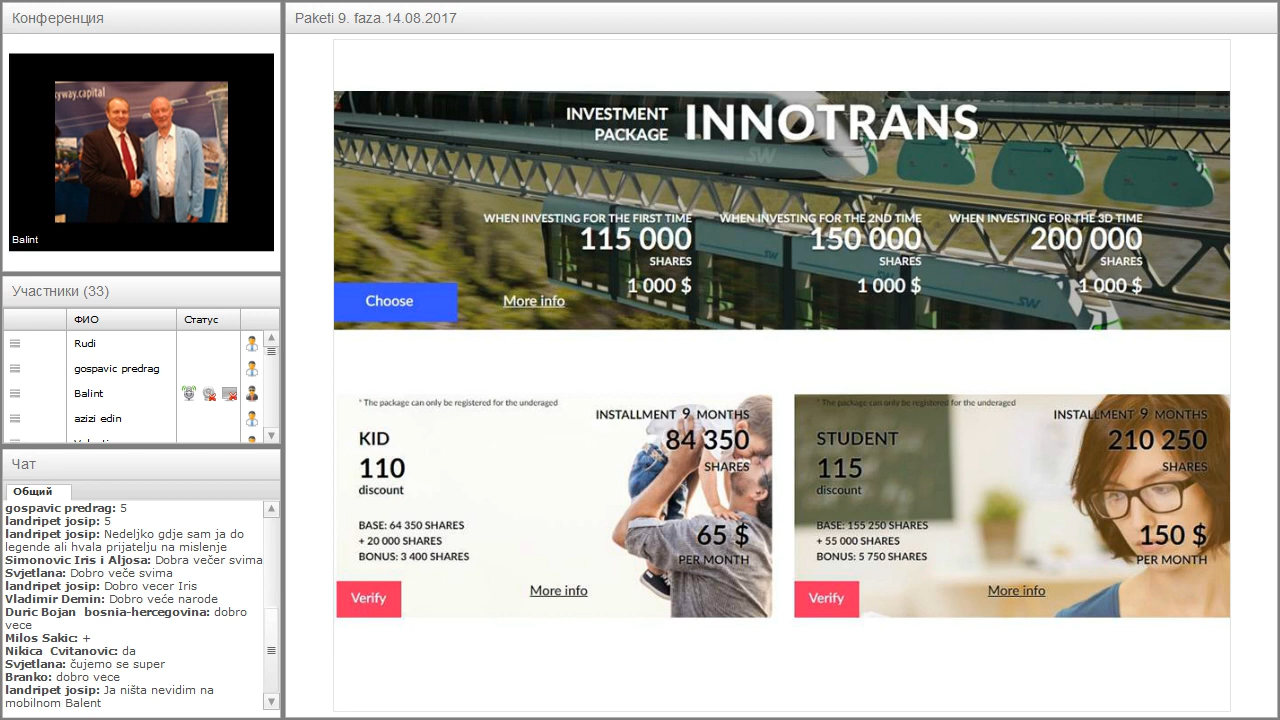 Конференция
yway.capital
Balint
Участники (33)
ФИО
Статус
Rudi
gospavic predrag
Balint
azizi edin
Чат
Общий
gospavic predrag: 5
landripet josip: 5
landripet josip: Nedeljko gdje sam ja do
legende ali hvala prijatelju na mislenje
Simonovic Iris i Aljosa: Dobra večer svima
Svjetlana: Dobro veče svima
landripet josip: Dobro vecer Iris
Vladimir Demin: Dobro veće narode
Duric Bojan bosnia-hercegovina: dobro
vece
Milos Sakic: +
Nikica Cvitanovic: da
Svjetlana: čujemo se super
Branko: dobro vece
landripet josip: Ja ništa nevidim na
mobilnom Balent
Paketi 9. faza.14.08.2017
INVESTMENT
PACKAGE
INNOTRANS
SW
WHEN INVESTING FOR THE FIRST TIME
115 000
SHARES
1 000 $
WHEN INVESTING FOR THE 2ND TIME
150 000
SHARES
1 000 $
WHEN INVESTING FOR THE 3D TIME
200 000
SHARES
1 000 $
SW
SW
Choose
More info
* The package can only be registered for the underaged
INSTALLMENT 9 MONTHS
KID
84 350
SHARES
110
discount
BASE: 64 350 SHARES
+ 20 000 SHARES
BONUS: 3 400 SHARES
65 $
PER MONTH
More info
Verify
* The package can only be registered for the underaged
INSTALLMENT 9 MONTHS
STUDENT
210 250
SHARES
115
discount
BASE: 155 250 SHARES
+ 55 000 SHARES
BONUS: 5 750 SHARES
150 $
PER MONTH
More info
Verify